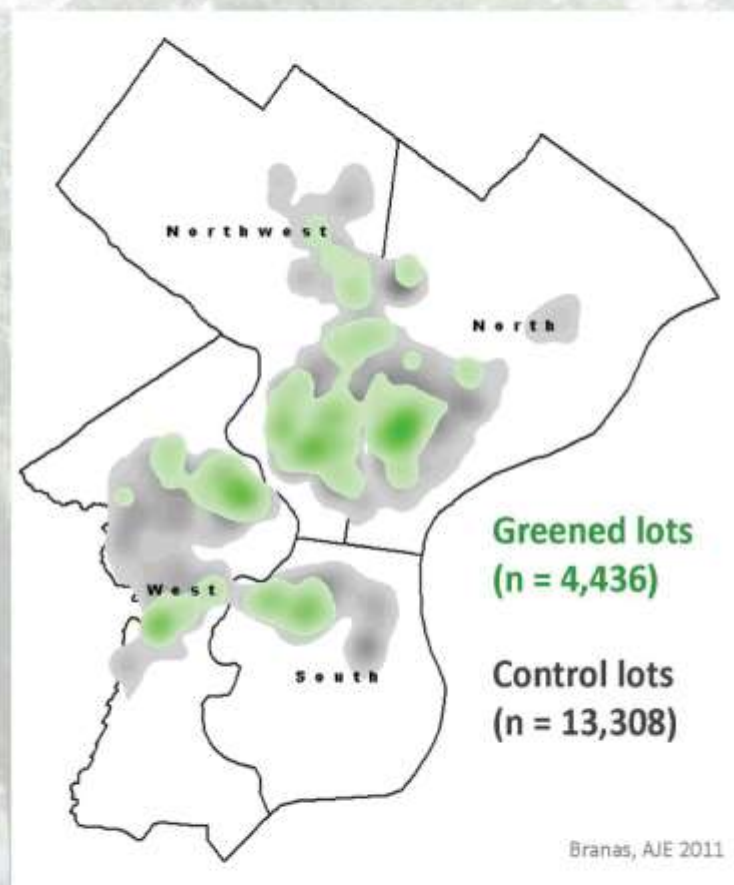 Northwest
North
Greened lots
(n = 4,436)
West
South
Control lots
(n = 13,308)
Branas, AJE 2011